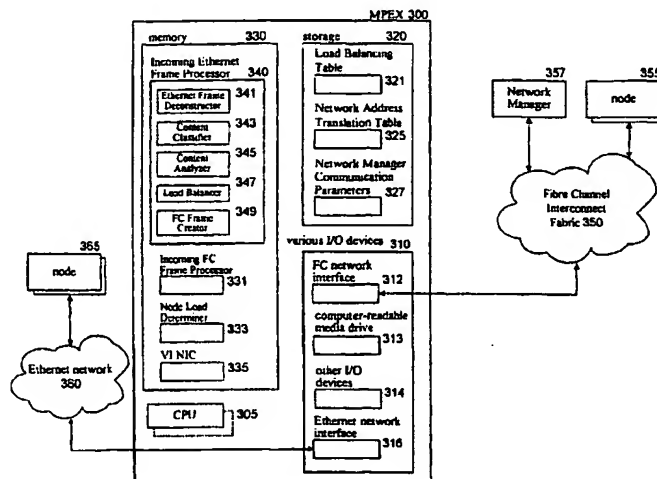 MPEX 300
memory 330
storage 320
Incoming Ethernet
Frame Processor 340
Ethernet Frame
Deconstructor 341
Content
Classifier 343
Content
Analyzer 345
Load Balancer 347
FC Frame
Creator 349
Incoming FC
Frame Processor
331
Node Load
Determiner
333
VI NIC
335
CPU 305
Load Balancing
Table
321
Network Address
Translation Table
325
Network Manager
Communication
Parameters
327
various I/O devices 310
FC network
interface
312
computer-readable
media drive
313
other I/O
devices
314
Ethernet network
interface
316
357
Network
Manager
355
node
Fibre Channel
Interconnect
Fabric 350
365
node
Ethernet network
360